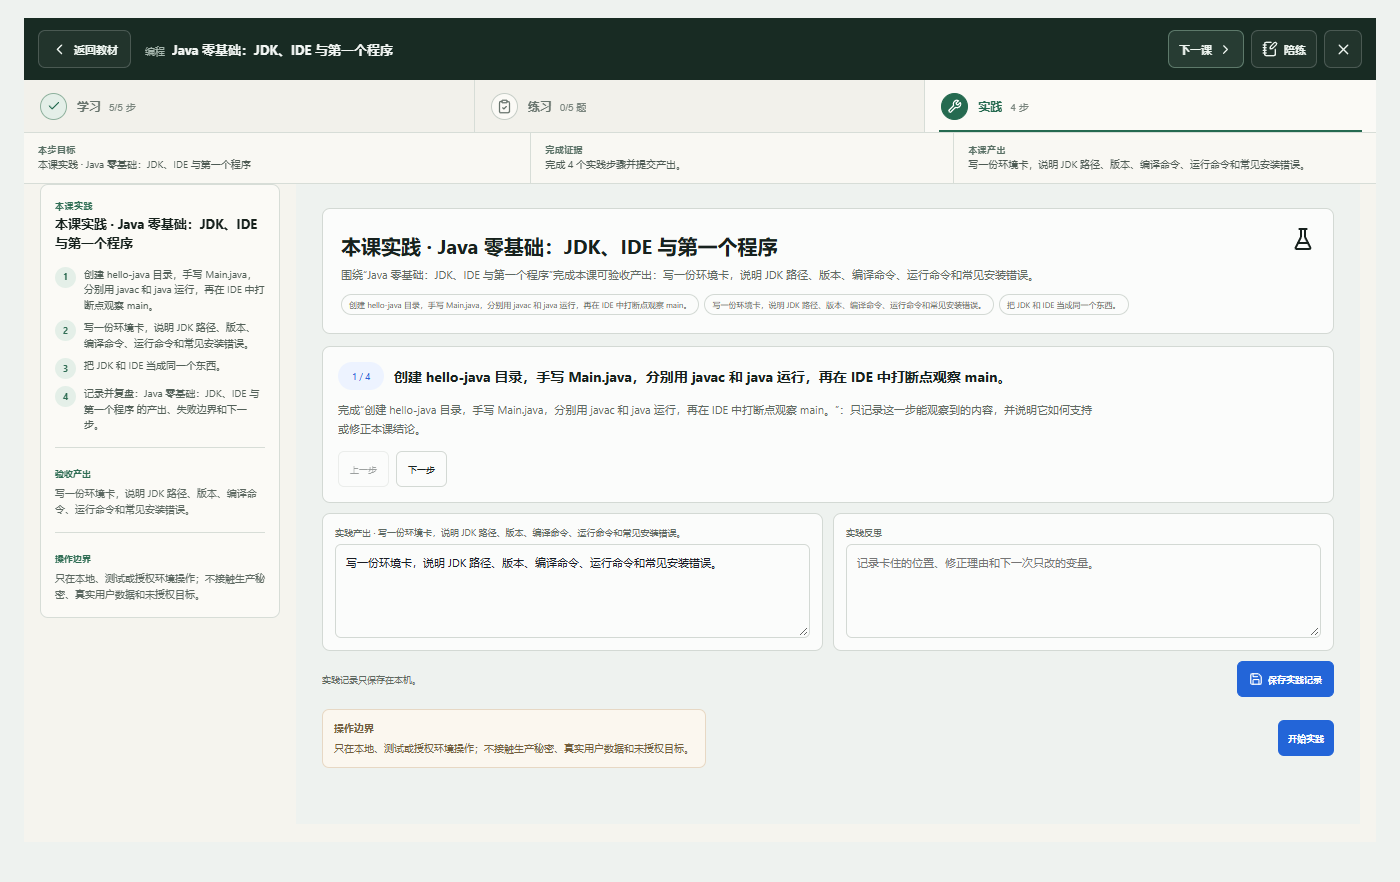 返回教材
编程 Java 零基础：JDK、IDE 与第一个程序
下一课
陪练
学习 5/5 步
练习 0/5 题
实践 4 步
本步目标
本课实践 · Java 零基础：JDK、IDE 与第一个程序
完成证据
完成 4 个实践步骤并提交产出。
本课产出
写一份环境卡，说明 JDK 路径、版本、编译命令、运行命令和常见安装错误。
本课实践
本课实践 · Java 零基础：JDK、IDE
与第一个程序
1 创建 hello-java 目录，手写 Main.java，
分别用 javac 和 java 运行，再在 IDE 中打
断点观察 main。
2 写一份环境卡，说明 JDK 路径、版本、
编译命令、运行命令和常见安装错误。
3 把 JDK 和 IDE 当成同一个东西。
4 记录并复盘：Java 零基础：JDK、IDE 与
第一个程序 的产出、失败边界和下一
步。
验收产出
写一份环境卡，说明 JDK 路径、版本、编译命
令、运行命令和常见安装错误。
操作边界
只在本地、测试或授权环境操作；不接触生产秘
密、真实用户数据和未授权目标。
本课实践 · Java 零基础：JDK、IDE 与第一个程序
围绕“Java 零基础：JDK、IDE 与第一个程序”完成本课可验收产出：写一份环境卡，说明 JDK 路径、版本、编译命令、运行命令和常见安装错误。
创建 hello-java 目录，手写 Main.java，分别用 javac 和 java 运行，再在 IDE 中打断点观察 main。
写一份环境卡，说明 JDK 路径、版本、编译命令、运行命令和常见安装错误。
把 JDK 和 IDE 当成同一个东西。
1 / 4 创建 hello-java 目录，手写 Main.java，分别用 javac 和 java 运行，再在 IDE 中打断点观察 main。
完成“创建 hello-java 目录，手写 Main.java，分别用 javac 和 java 运行，再在 IDE 中打断点观察 main。”：只记录这一步能观察到的内容，并说明它如何支持
或修正本课结论。
上一步
下一步
实践产出 · 写一份环境卡，说明 JDK 路径、版本、编译命令、运行命令和常见安装错误。
写一份环境卡，说明 JDK 路径、版本、编译命令、运行命令和常见安装错误。
实践反思
记录卡住的位置、修正理由和下一次只改的变量。
实践记录只保存在本机。
保存实践记录
操作边界
只在本地、测试或授权环境操作；不接触生产秘密、真实用户数据和未授权目标。
开始实践